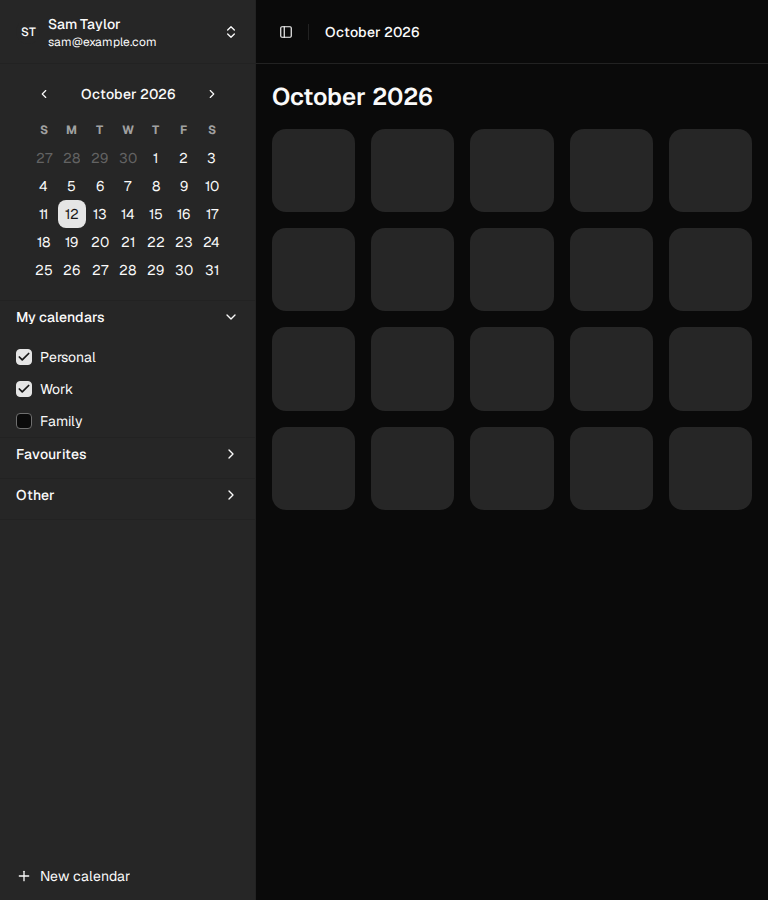 ST
Sam Taylor
sam@example.com
October 2026
S M T W T F S
27 28 29 30 1 2 3
4 5 6 7 8 9 10
11 12 13 14 15 16 17
18 19 20 21 22 23 24
25 26 27 28 29 30 31
My calendars
Personal
Work
Family
Favourites
Other
New calendar
October 2026
October 2026